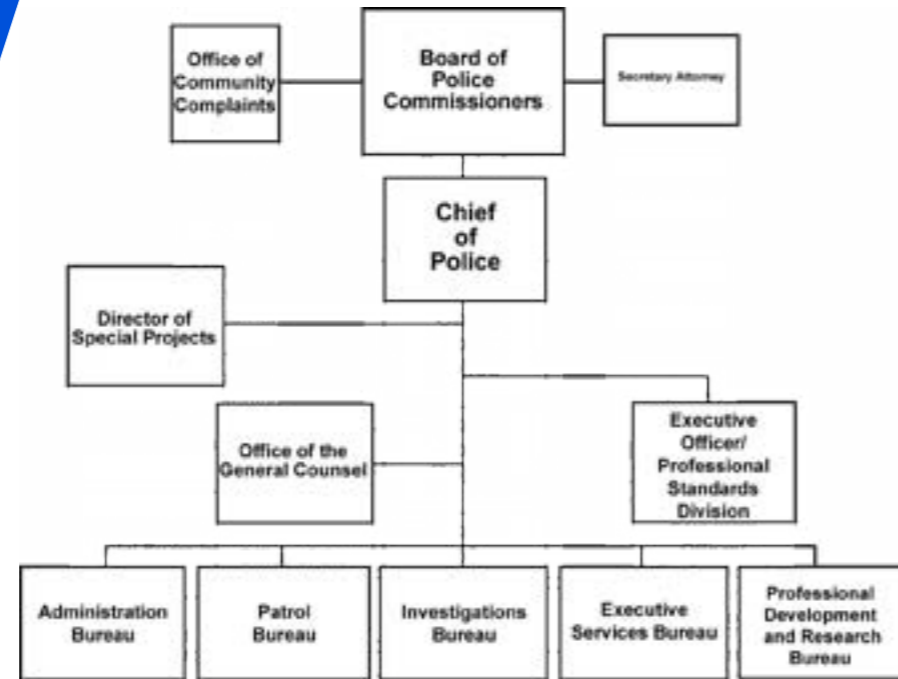 Office of
Community
Complaints
Board of
Police
Commissioners
Secretary Attorney
Chief
of
Police
Director of
Special Projects
Office of the
General Counsel
Executive
Officer/
Professional
Standards
Division
Administration
Bureau
Patrol
Bureau
Investigations
Bureau
Executive
Services Bureau
Professional
Development
and Research
Bureau